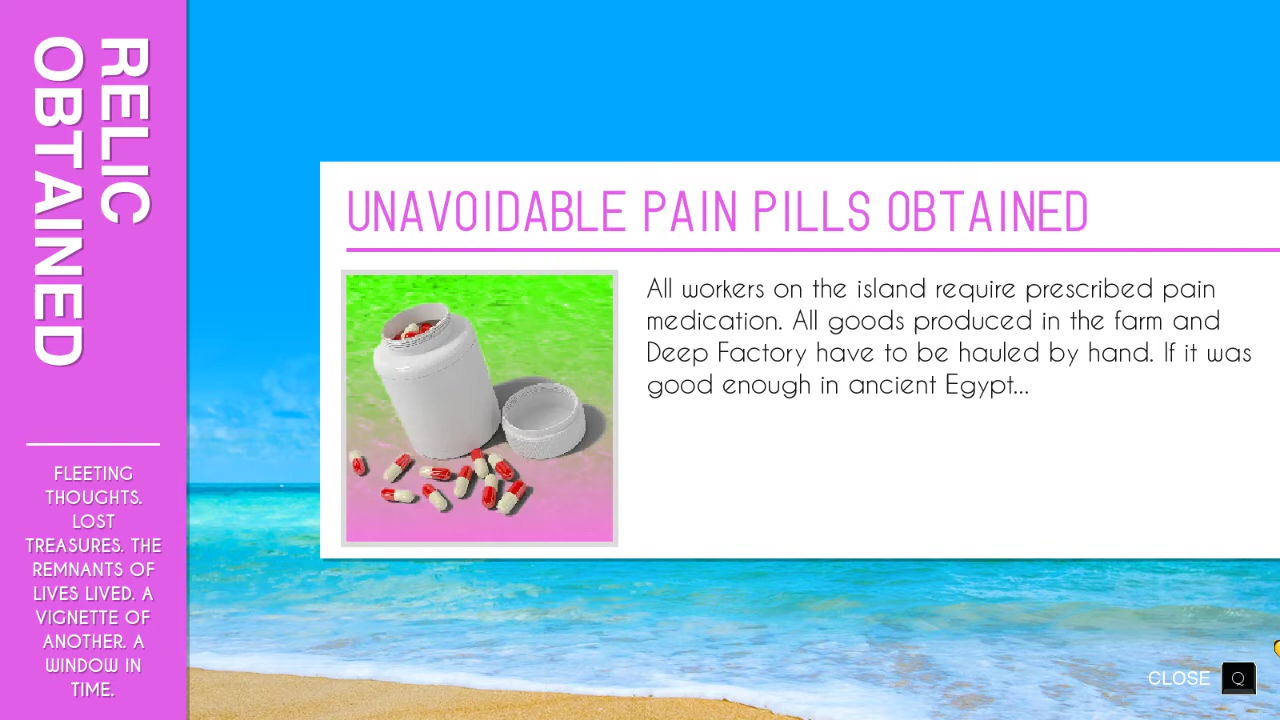 RELIC
OBTAINED
FLEETING
THOUGHTS.
LOST
TREASURES. THE
REMNANTS OF
LIVES LIVED. A
VIGNETTE OF
ANOTHER. A
WINDOW IN
TIME.
UNAVOIDABLE PAIN PILLS OBTAINED
All workers on the island require prescribed pain
medication. All goods produced in the farm and
Deep Factory have to be hauled by hand. If it was
good enough in ancient Egypt...
CLOSE Q